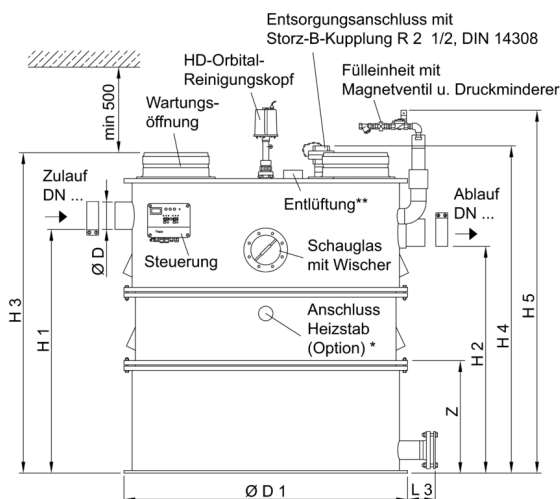 Entsorgungsanschluss mit
Storz-B-Kupplung R 2 1/2, DIN 14308
HD-Orbital-
Reinigungskopf
Fülleinheit mit
Magnetventil u. Druckminderer
min 500
Wartungs-
öffnung
Zulauf
DN ...
Entlüftung**
Ablauf
DN ...
Ø D
Steuerung
Schauglas
mit Wischer
Anschluss
Heizstab
(Option) *
H 3
H 1
Z
H 2
H 4
H 5
Ø D 1
L 3